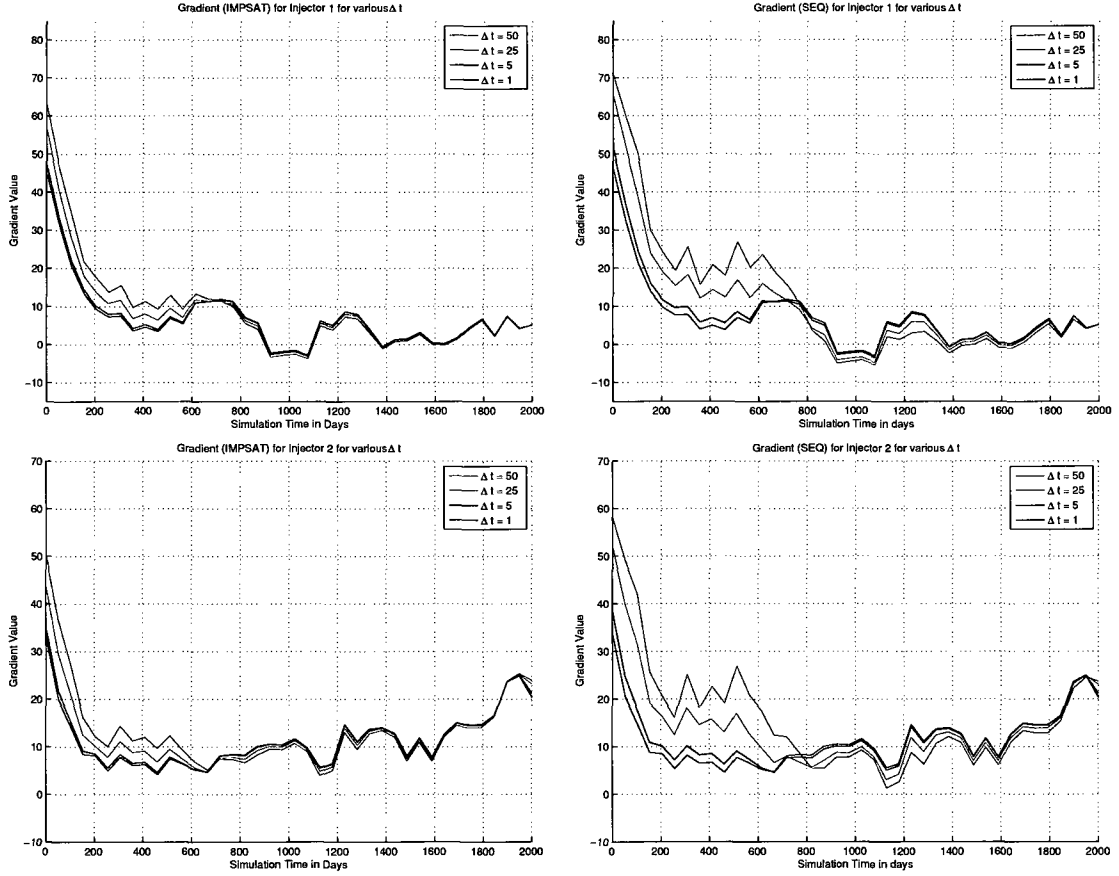 Gradient (IMPSAT) for Injector 1 for various Δ t
Gradient Value
80
70
60
50
40
30
20
10
0
−10
Δ t = 50
Δ t = 25
Δ t = 5
Δ t = 1
0 200 400 600 800 1000 1200 1400 1600 1800 2000
Simulation Time in Days
Gradient (SEQ) for Injector 1 for various Δ t
Gradient Value
80
70
60
50
40
30
20
10
0
−10
Δ t = 50
Δ t = 25
Δ t = 5
Δ t = 1
0 200 400 600 800 1000 1200 1400 1600 1800 2000
Simulation Time in days
Gradient (IMPSAT) for Injector 2 for various Δ t
Gradient Value
70
60
50
40
30
20
10
0
−10
Δ t = 50
Δ t = 25
Δ t = 5
Δ t = 1
0 200 400 600 800 1000 1200 1400 1600 1800 2000
Simulation Time in Days
Gradient (SEQ) for Injector 2 for various Δ t
Gradient Value
70
60
50
40
30
20
10
0
−10
Δ t = 50
Δ t = 25
Δ t = 5
Δ t = 1
0 200 400 600 800 1000 1200 1400 1600 1800 2000
Simulation Time in Days